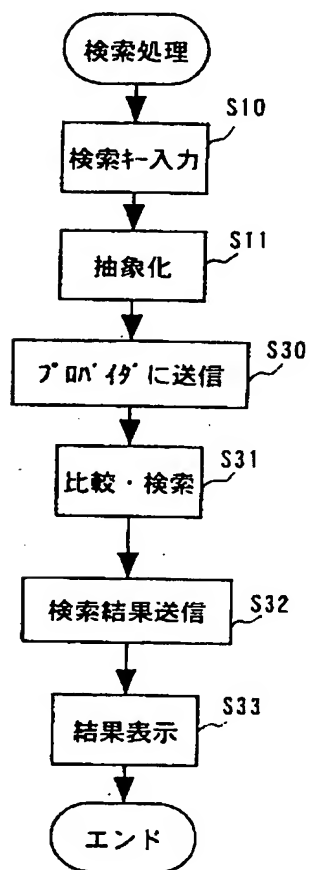 検索処理
S10
検索ｷｰ入力
S11
抽象化
S30
ﾌﾟﾛﾊﾞｲﾀﾞに送信
S31
比較・検索
S32
検索結果送信
S33
結果表示
エンド